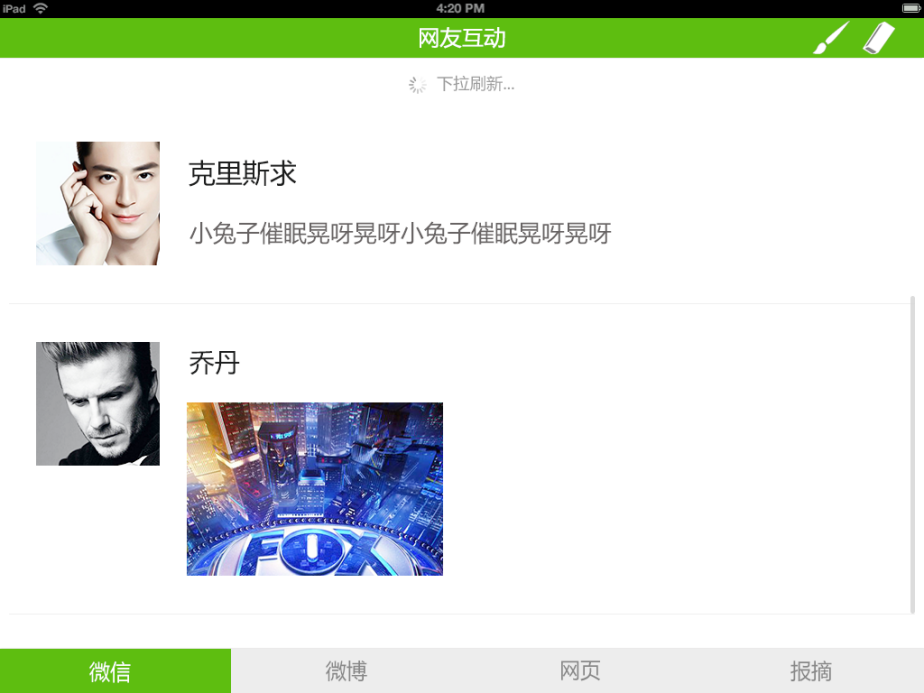 iPad
4:20 PM
网友互动
下拉刷新...
克里斯求
小兔子催眠晃呀晃呀小兔子催眠晃呀晃呀
乔丹
微信
微博
网页
报摘